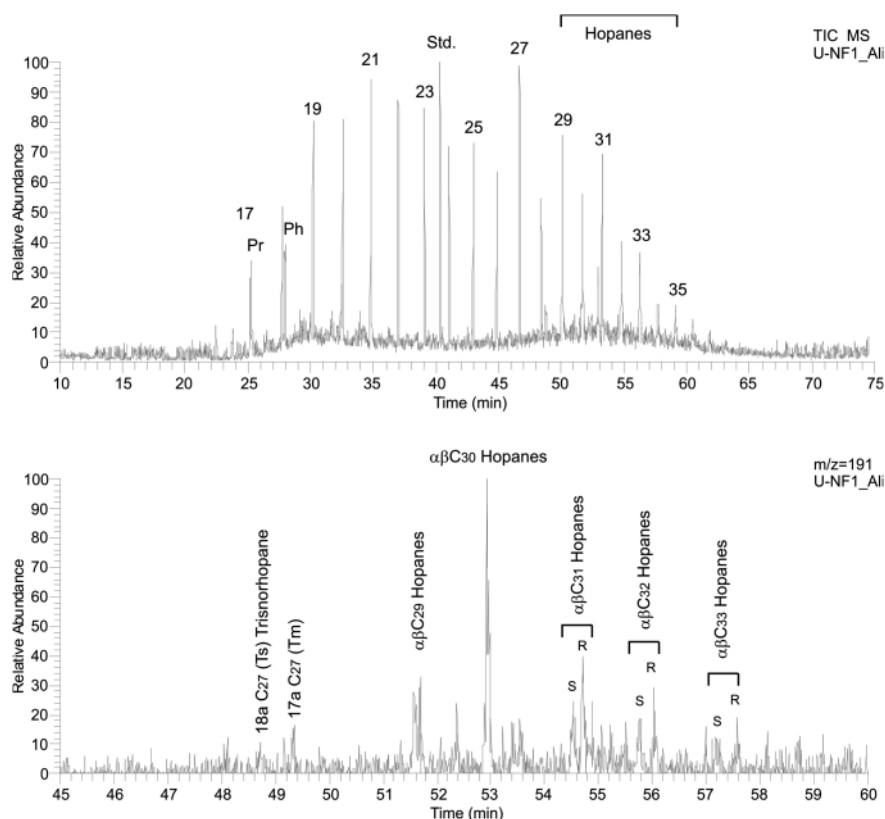 Std.
Hopanes
TIC MS
U-NF1_Ali
100
90
80
70
60
50
40
30
20
10
0
Relative Abundance
17
Pr
Ph
19
21
23
25
27
29
31
33
35
10 15 20 25 30 35 40 45 50 55 60 65 70 75
Time (min)
αβC30 Hopanes
m/z=191
U-NF1_Ali
100
90
80
70
60
50
40
30
20
10
0
Relative Abundance
18a C27 (Ts) Trisnorhopane
17a C27 (Tm)
αβC29 Hopanes
αβC31 Hopanes
S R
αβC32 Hopanes
S R
αβC33 Hopanes
S R
45 46 47 48 49 50 51 52 53 54 55 56 57 58 59 60
Time (min)